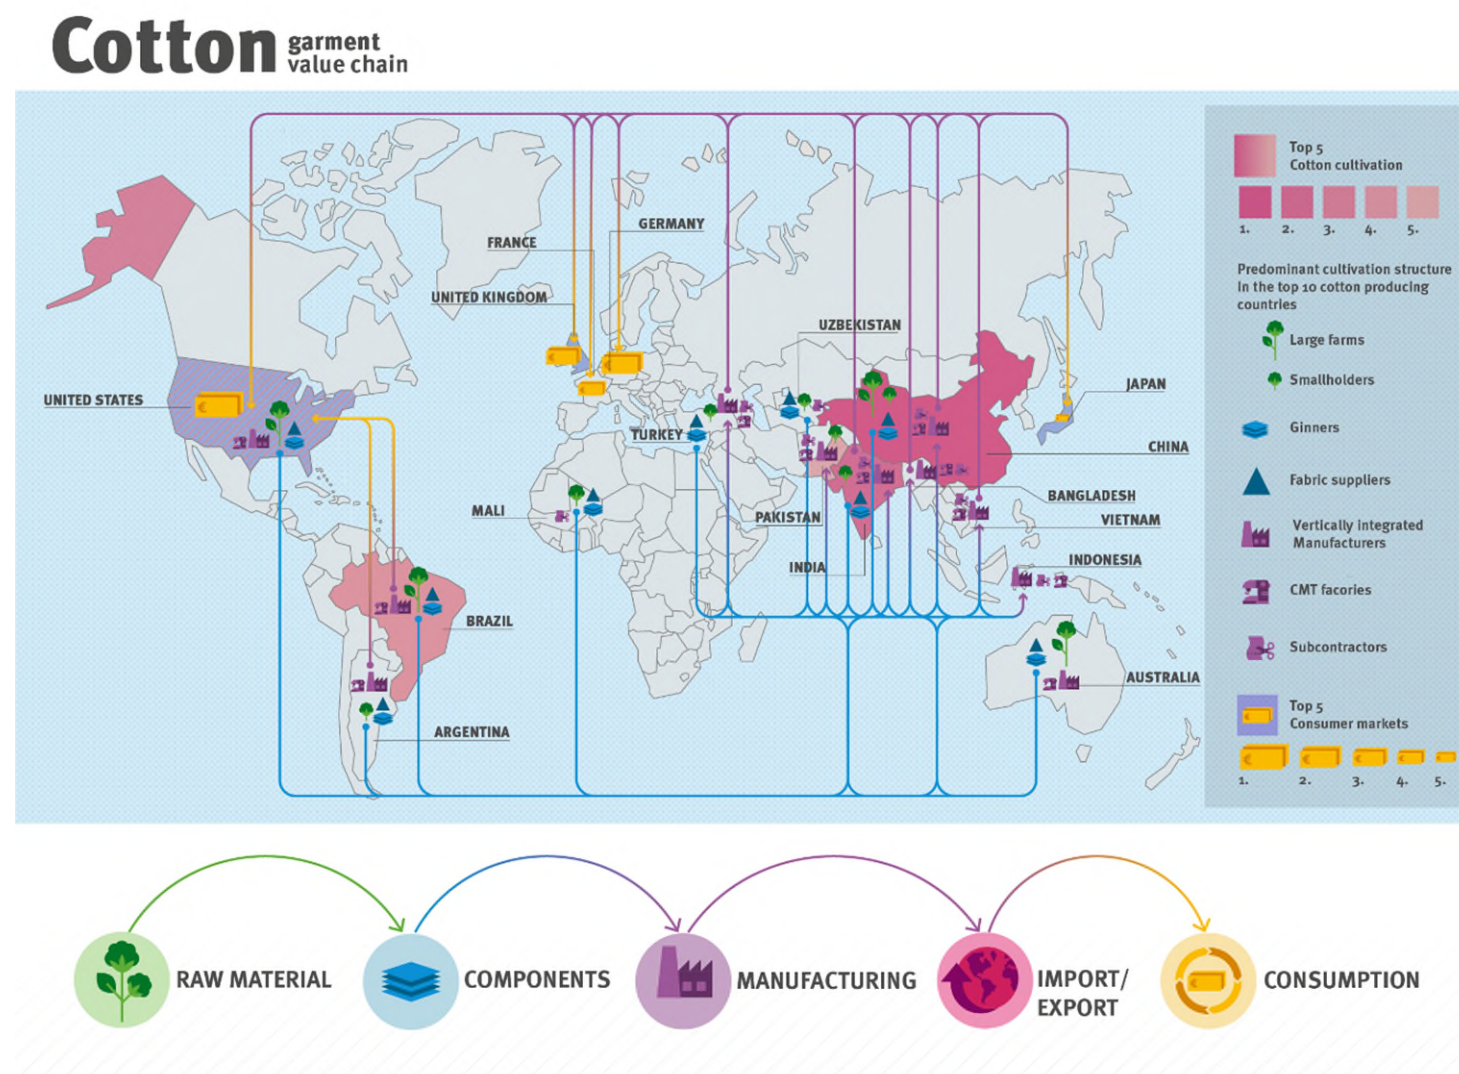 Cotton
garment
value chain
GERMANY
FRANCE
UNITED KINGDOM
UZBEKISTAN
UNITED STATES
JAPAN
TURKEY
CHINA
MALI
PAKISTAN
BANGLADESH
VIETNAM
INDIA
INDONESIA
BRAZIL
AUSTRALIA
ARGENTINA
Top 5
Cotton cultivation
1. 2. 3. 4. 5.
Predominant cultivation structure
In the top 10 cotton producing
countries
Large farms
Smallholders
Ginners
Fabric suppliers
Vertically integrated
Manufacturers
CMT facories
Subcontractors
Top 5
Consumer markets
1. 2. 3. 4. 5.
RAW MATERIAL
COMPONENTS
MANUFACTURING
IMPORT/
EXPORT
CONSUMPTION